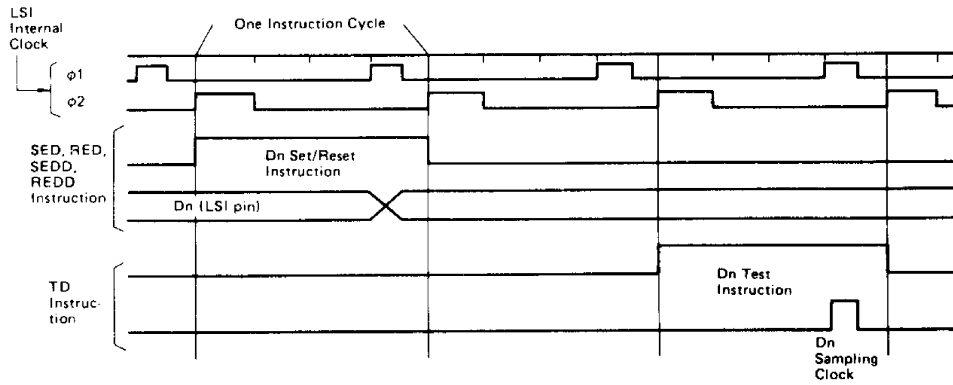 LSI
Internal
Clock
One Instruction Cycle
φ1
φ2
SED, RED,
SEDD,
REDD
Instruction
Dn Set/Reset
Instruction
Dn (LSI pin)
TD
Instruc-
tion
Dn Test
Instruction
Dn
Sampling
Clock